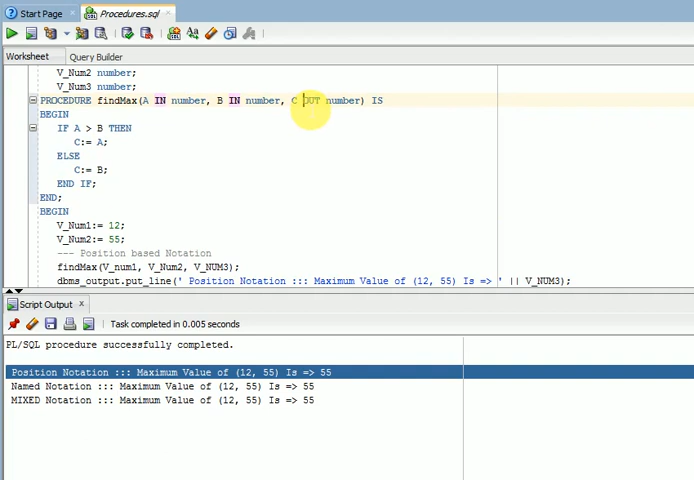 Start Page
Procedures.sql
Worksheet Query Builder
V_Num2 number;
V_Num3 number;
PROCEDURE findMax(A IN number, B IN number, C OUT number) IS
BEGIN
IF A > B THEN
C:= A;
ELSE
C:= B;
END IF;
END;
BEGIN
V_Num1:= 12;
V_Num2:= 55;
--- Position based Notation
findMax(V_num1, V_Num2, V_NUM3);
dbms_output.put_line(' Position Notation ::: Maximum Value of (12, 55) Is => ' || V_NUM3);
Script Output x
Task completed in 0.005 seconds
PL/SQL procedure successfully completed.
Position Notation ::: Maximum Value of (12, 55) Is => 55
Named Notation ::: Maximum Value of (12, 55) Is => 55
MIXED Notation ::: Maximum Value of (12, 55) Is => 55